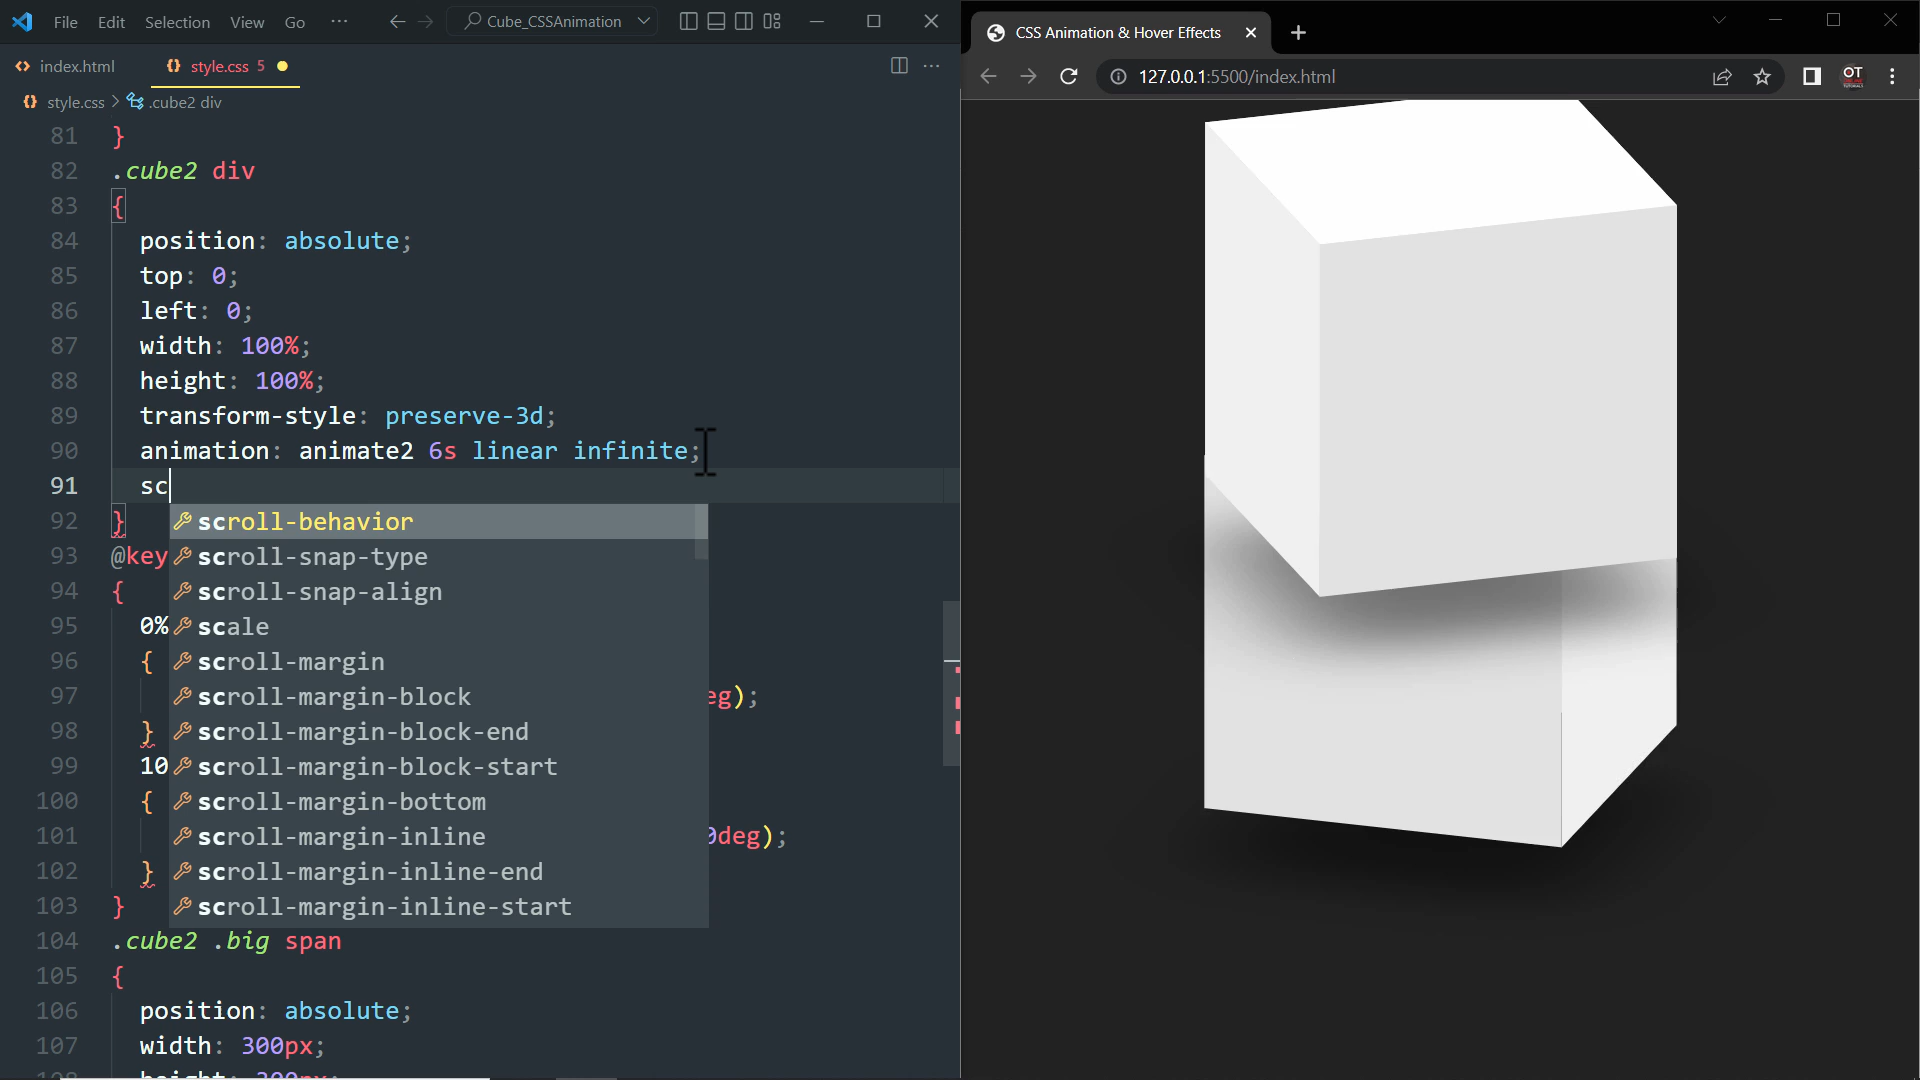 File Edit Selection View Go ··· Cube_CSSAnimation
index.html style.css 5
style.css > .cube2 div
81 }
82 .cube2 div
83 {
84 position: absolute;
85 top: 0;
86 left: 0;
87 width: 100%;
88 height: 100%;
89 transform-style: preserve-3d;
90 animation: animate2 6s linear infinite;
91 sc
92 } scroll-behavior
93 @key scroll-snap-type
94 { scroll-snap-align
95 0% scale
96 { scroll-margin
97 scroll-margin-block eg);
98 } scroll-margin-block-end
99 10 scroll-margin-block-start
100 { scroll-margin-bottom
101 scroll-margin-inline 0deg);
102 } scroll-margin-inline-end
103 } scroll-margin-inline-start
104 .cube2 .big span
105 {
106 position: absolute;
107 width: 300px;
CSS Animation & Hover Effects
127.0.0.1:5500/index.html
OT